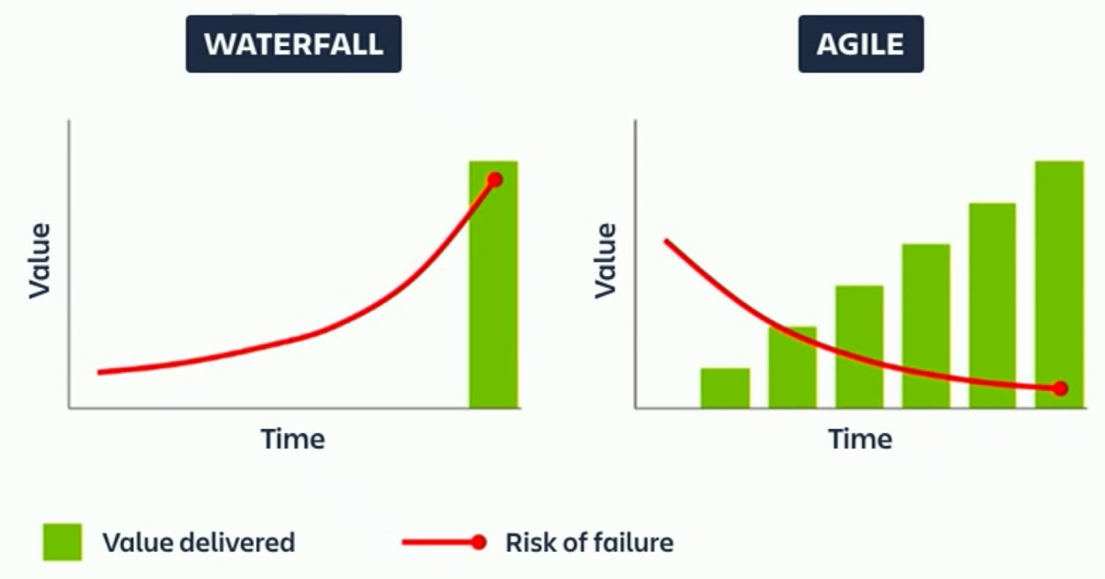 WATERFALL
AGILE
Value
Time
Value
Time
Value delivered
Risk of failure